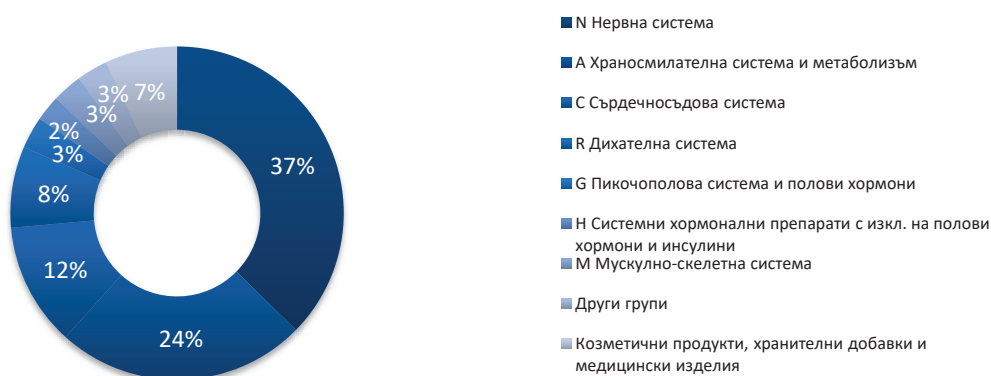 37%
24%
12%
8%
3%
2%
3%
3%
7%
N Нервна система
А Храносмилателна система и метаболизъм
С Сърдечносъдова система
R Дихателна система
G Пикочополова система и полови хормони
Н Системни хормонални препарати с изкл. на полови
хормони и инсулини
М Мускулно-скелетна система
Други групи
Козметични продукти, хранителни добавки и
медицински изделия